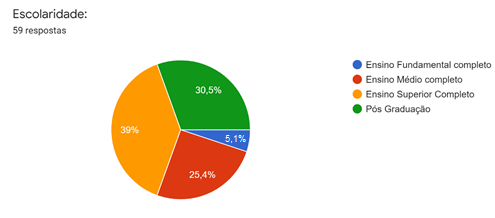 Escolaridade:
59 respostas
Ensino Fundamental completo
Ensino Médio completo
Ensino Superior Completo
Pós Graduação
30,5%
39%
5,1%
25,4%